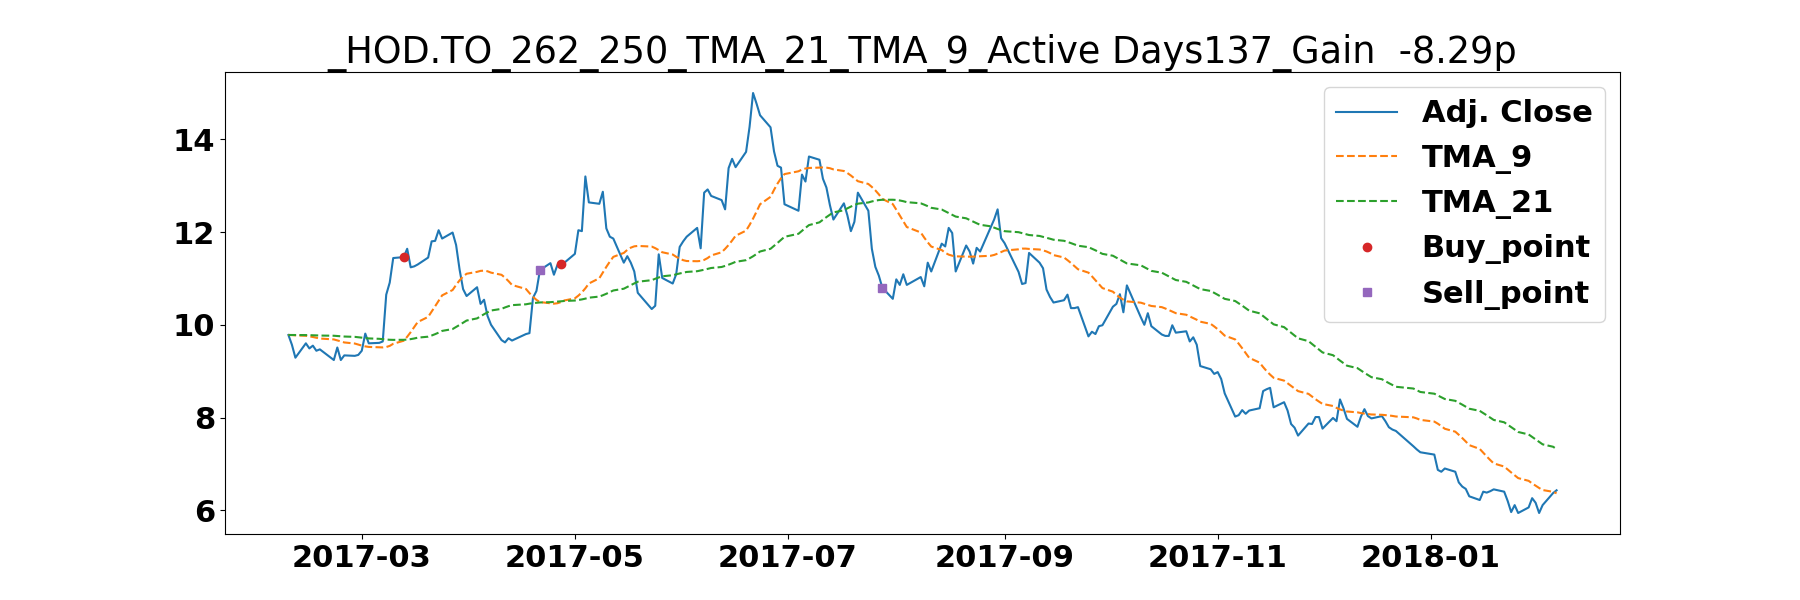 _HOD.TO_262_250_TMA_21_TMA_9_Active Days137_Gain  -8.29p
Adj. Close
TMA_9
TMA_21
Buy_point
Sell_point
14
12
10
8
6
2017-03 2017-05 2017-07 2017-09 2017-11 2018-01